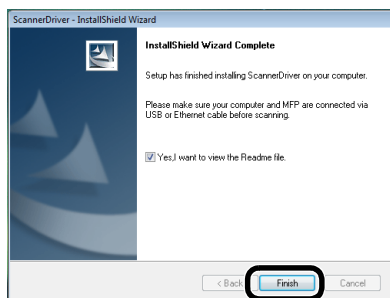 ScannerDriver - InstallShield Wizard
InstallShield Wizard Complete
Setup has finished installing ScannerDriver on your computer.
Please make sure your computer and MFP are connected via
USB or Ethernet cable before scanning.
Yes,I want to view the Readme file.
< Back
Finish
Cancel